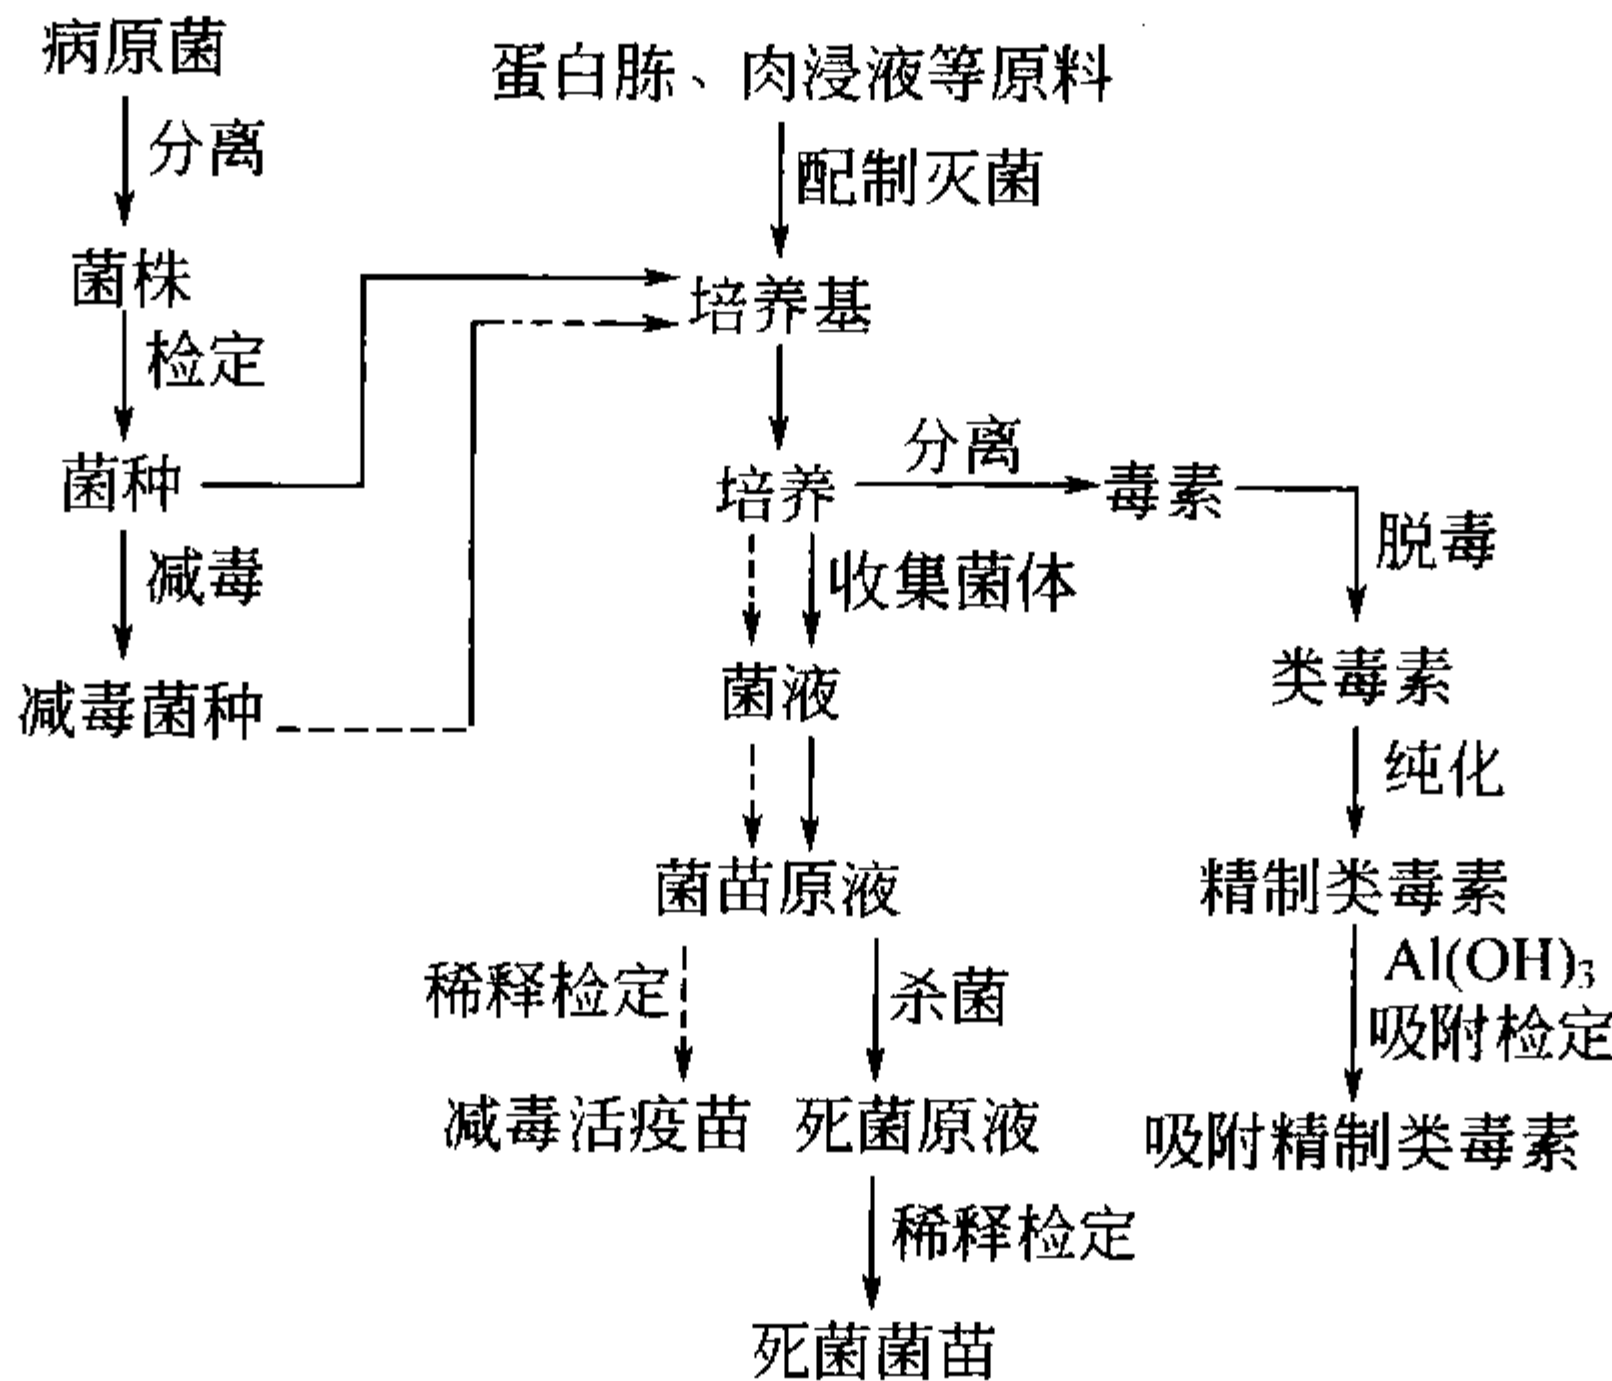 病原菌
分离
菌株
检定
菌种
减毒
减毒菌种
蛋白胨、肉浸液等原料
配制灭菌
培养基
培养
分离
毒素
脱毒
类毒素
纯化
精制类毒素
Al(OH)₃
吸附检定
吸附精制类毒素
收集菌体
菌液
菌苗原液
稀释检定
减毒活疫苗
杀菌
死菌原液
稀释检定
死菌菌苗